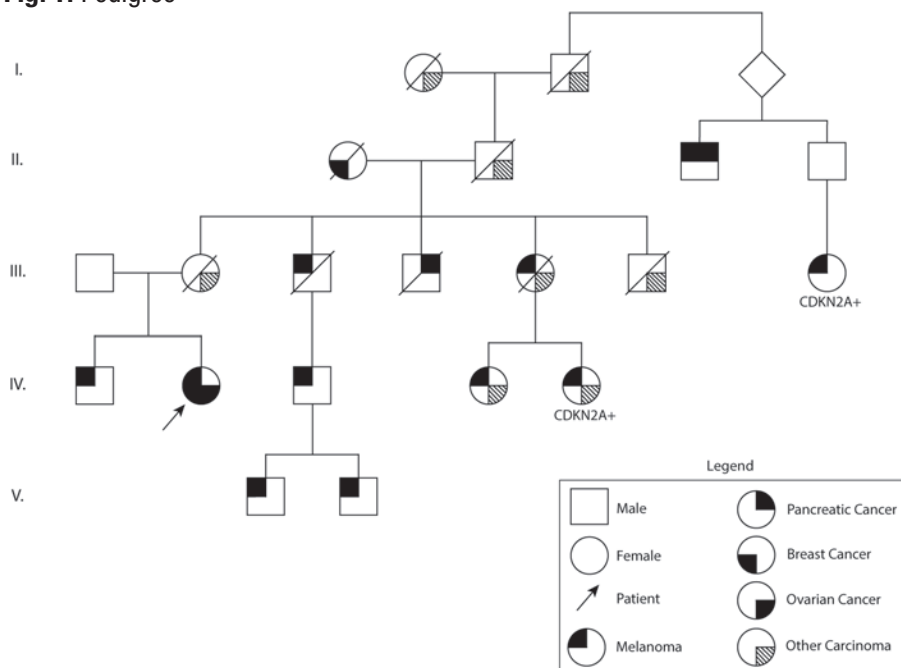 Fig. 1. Pedigree
I.
II.
III.
CDKN2A+
IV.
CDKN2A+
V.
Legend
Male
Pancreatic Cancer
Female
Breast Cancer
Patient
Ovarian Cancer
Melanoma
Other Carcinoma